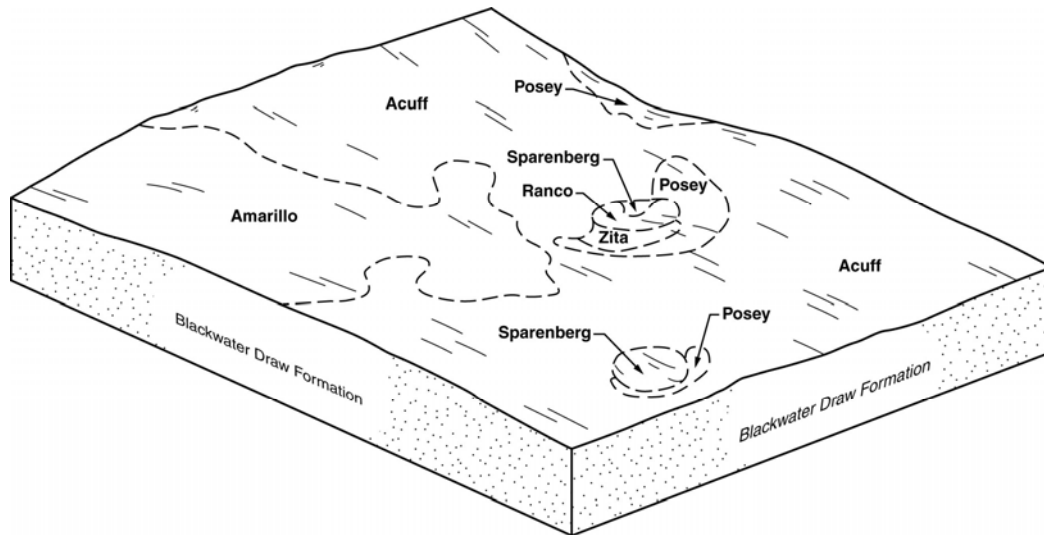 Posey
Acuff
Sparenberg
Ranco
Posey
Amarillo
Zita
Acuff
Sparenberg
Posey
Blackwater Draw Formation
Blackwater Draw Formation